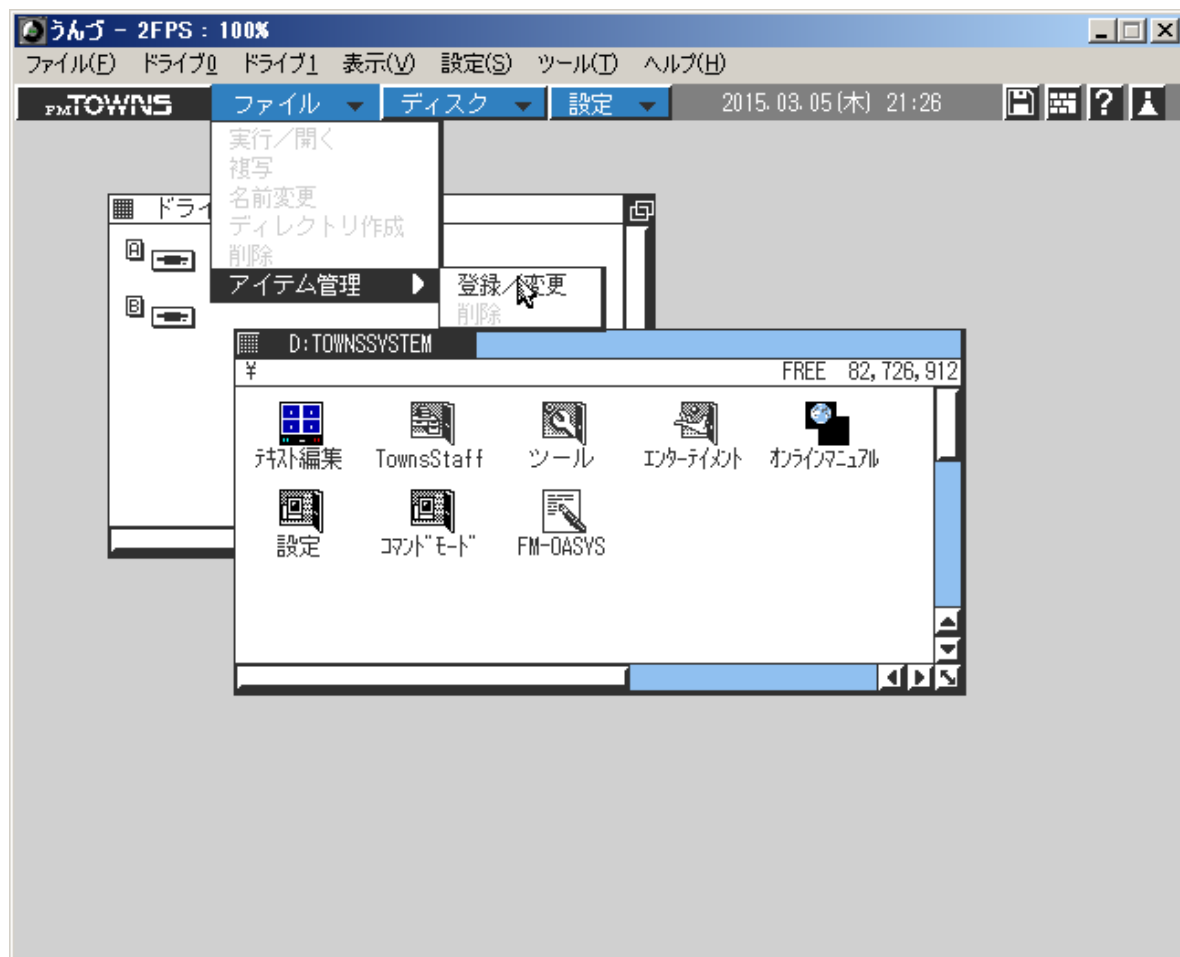 うんづ - 2FPS : 100%
ファイル(F) ドライブ0 ドライブ1 表示(V) 設定(S) ツール(T) ヘルプ(H)
FMTOWNS ファイル ディスク 設定 2015.03.05(木) 21:26 ?
実行／開く
複写
名前変更
ディレクトリ作成
削除
アイテム管理 登録／変更
削除
ドライ
A
B
D:TOWNSSYSTEM
¥ FREE 82,726,912
ﾃｷｽﾄ編集 TownsStaff ツール ｴﾝﾀｰﾃｲﾒﾝﾄ ｵﾝﾗｲﾝﾏﾆｭｱﾙ
設定 ｺﾏﾝﾄﾞﾓｰﾄﾞ FM-OASYS